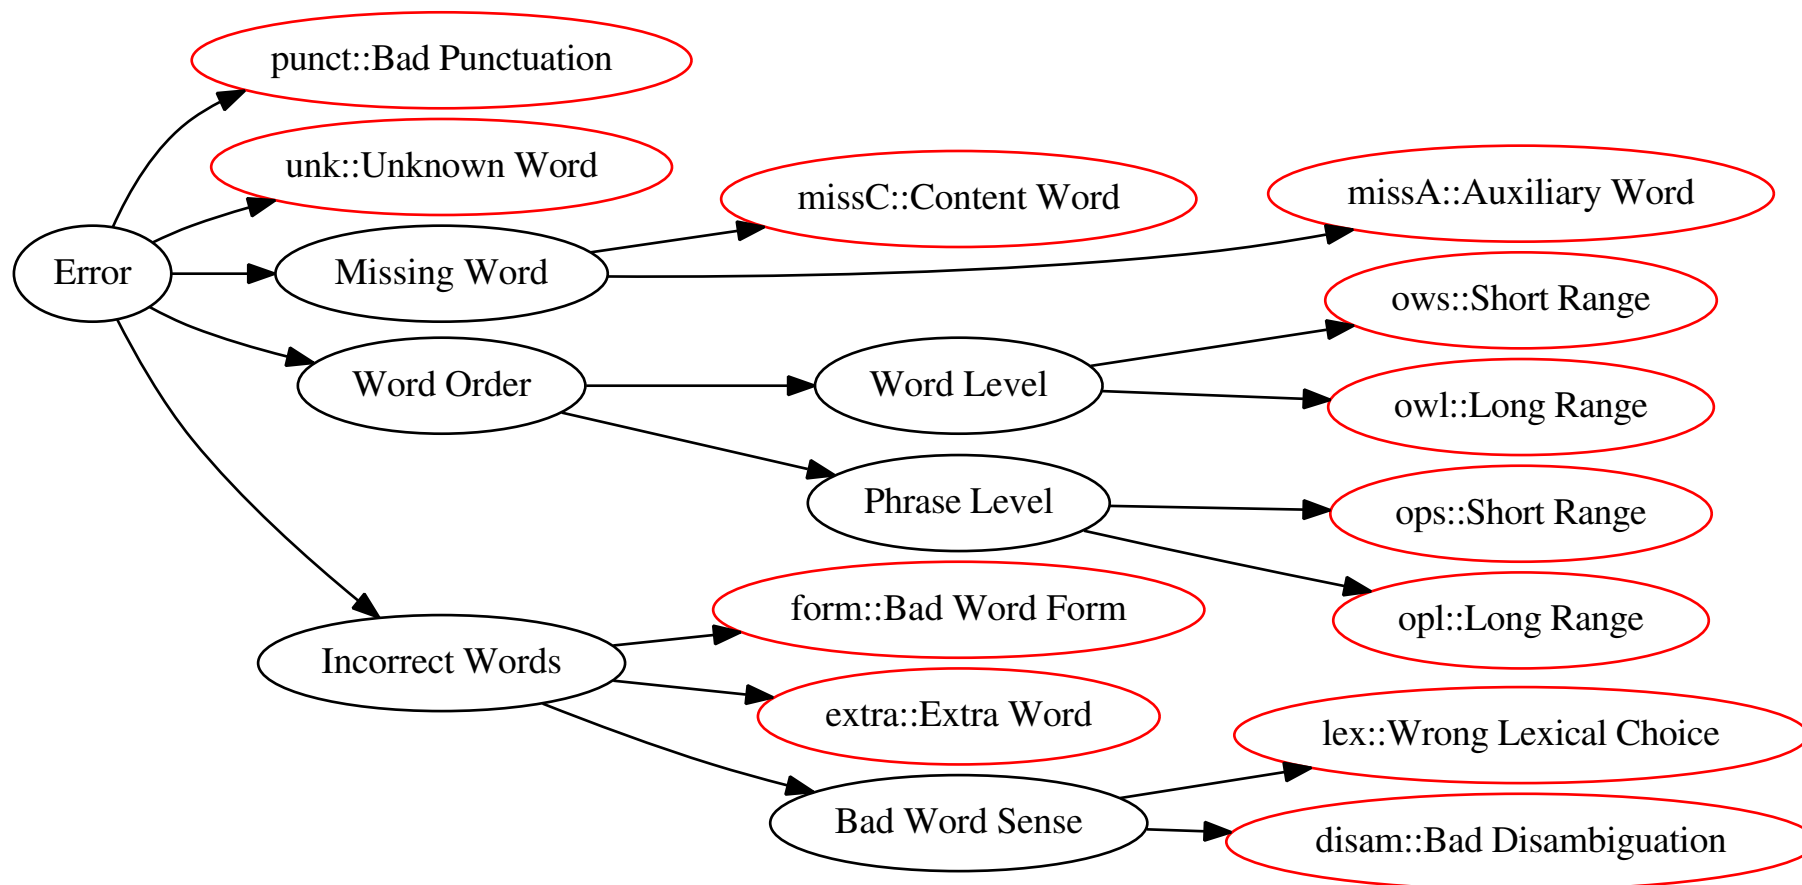 punct::Bad Punctuation
unk::Unknown Word
missC::Content Word
missA::Auxiliary Word
Error
Missing Word
ows::Short Range
Word Order
Word Level
owl::Long Range
Phrase Level
ops::Short Range
form::Bad Word Form
opl::Long Range
Incorrect Words
extra::Extra Word
lex::Wrong Lexical Choice
Bad Word Sense
disam::Bad Disambiguation